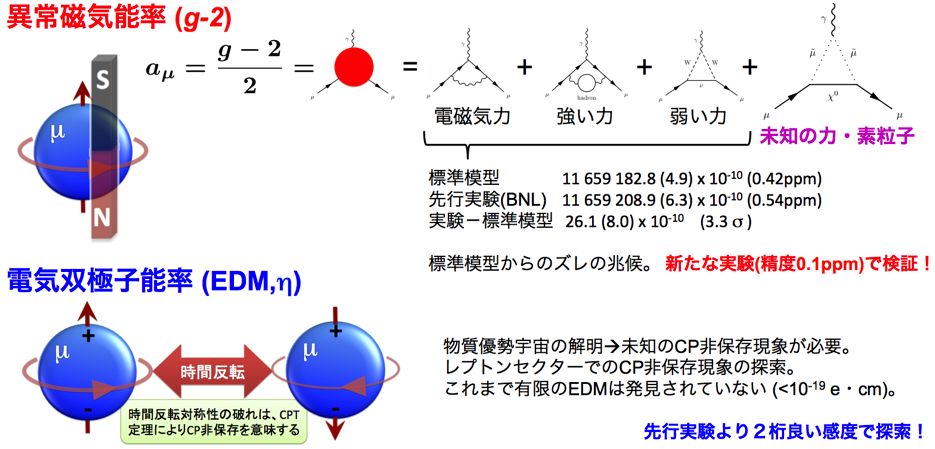 異常磁気能率 (g-2)
aμ = g − 2 / 2 = = + + +
γ γ γ γ γ
S
N
μ
μ μ μ μ μ hadron μ W W μ μ μ μ̃ μ̃ χ⁰ μ μ
電磁気力 強い力 弱い力 未知の力・素粒子
標準模型 11 659 182.8 (4.9) x 10-10 (0.42ppm)
先行実験(BNL) 11 659 208.9 (6.3) x 10-10 (0.54ppm)
実験－標準模型 26.1 (8.0) x 10-10 (3.3 σ)
標準模型からのズレの兆候。 新たな実験(精度0.1ppm)で検証！
電気双極子能率 (EDM,η)
+ +
μ μ
時間反転
- -
時間反転対称性の破れは、CPT
定理によりCP非保存を意味する
物質優勢宇宙の解明→未知のCP非保存現象が必要。
レプトンセクターでのCP非保存現象の探索。
これまで有限のEDMは発見されていない (<10-19 e・cm)。
先行実験より２桁良い感度で探索！